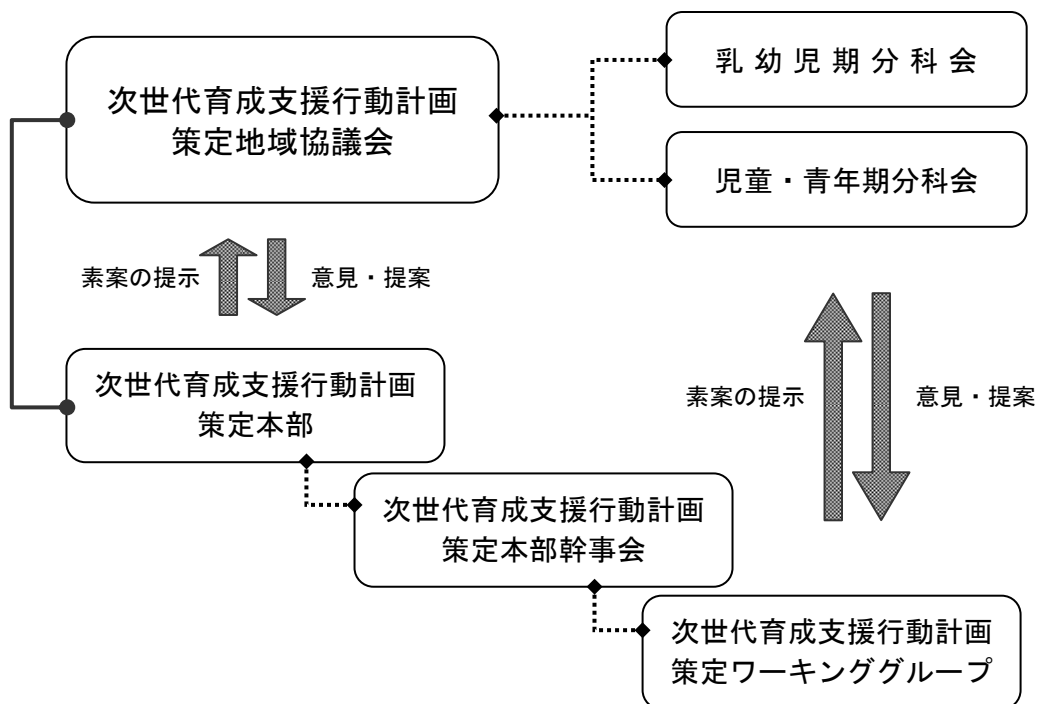 次世代育成支援行動計画
策定地域協議会
乳幼児期分科会
児童・青年期分科会
素案の提示
意見・提案
次世代育成支援行動計画
策定本部
素案の提示
意見・提案
次世代育成支援行動計画
策定本部幹事会
次世代育成支援行動計画
策定ワーキンググループ